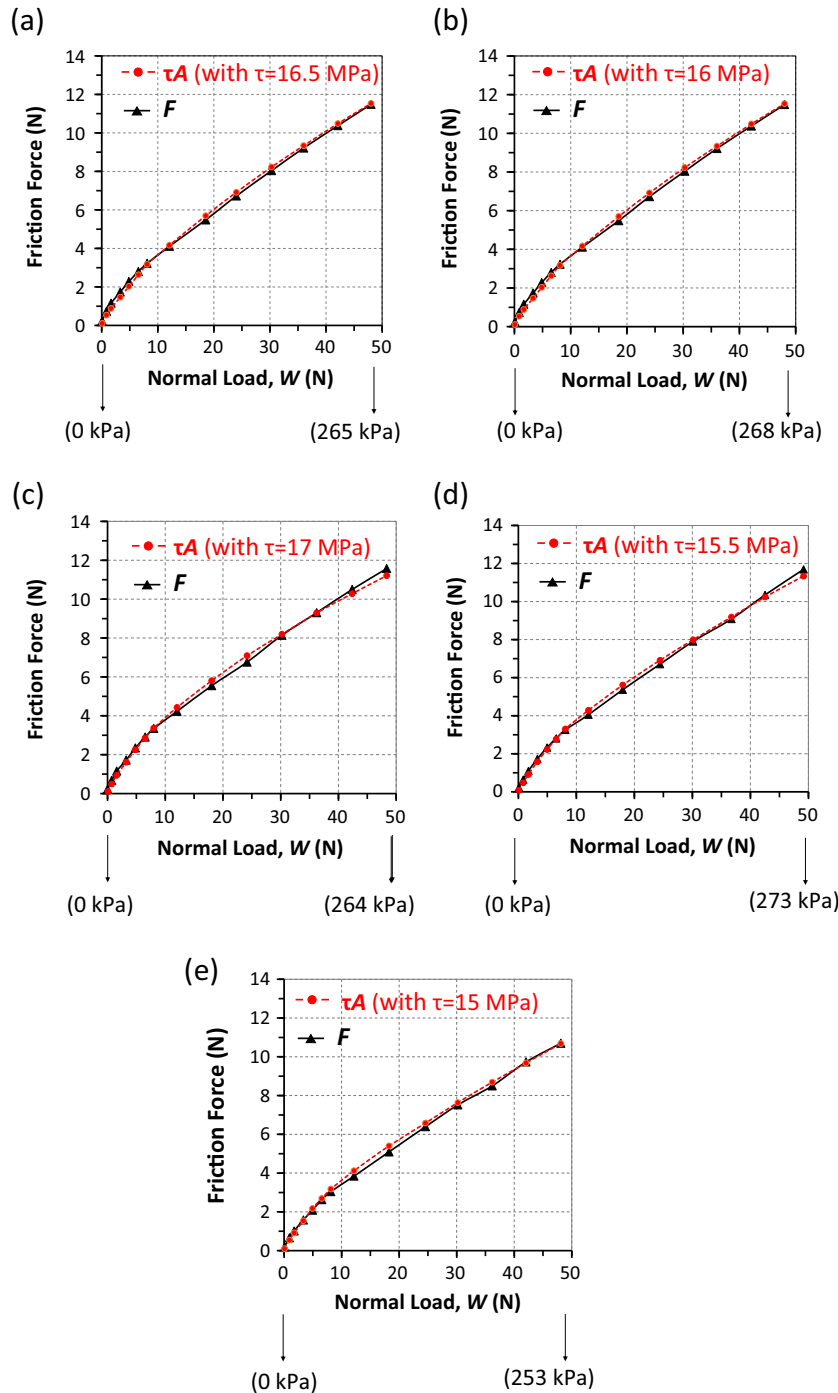 (a)
τA (with τ=16.5 MPa)
F
14
12
10
8
6
4
2
0
Friction Force (N)
0 10 20 30 40 50
Normal Load, W (N)
(0 kPa) (265 kPa)
(b)
τA (with τ=16 MPa)
F
14
12
10
8
6
4
2
0
Friction Force (N)
0 10 20 30 40 50
Normal Load, W (N)
(0 kPa) (268 kPa)
(c)
τA (with τ=17 MPa)
F
14
12
10
8
6
4
2
0
Friction Force (N)
0 10 20 30 40 50
Normal Load, W (N)
(0 kPa) (264 kPa)
(d)
τA (with τ=15.5 MPa)
F
14
12
10
8
6
4
2
0
Friction Force (N)
0 10 20 30 40 50
Normal Load, W (N)
(0 kPa) (273 kPa)
(e)
τA (with τ=15 MPa)
F
14
12
10
8
6
4
2
0
Friction Force (N)
0 10 20 30 40 50
Normal Load, W (N)
(0 kPa) (253 kPa)